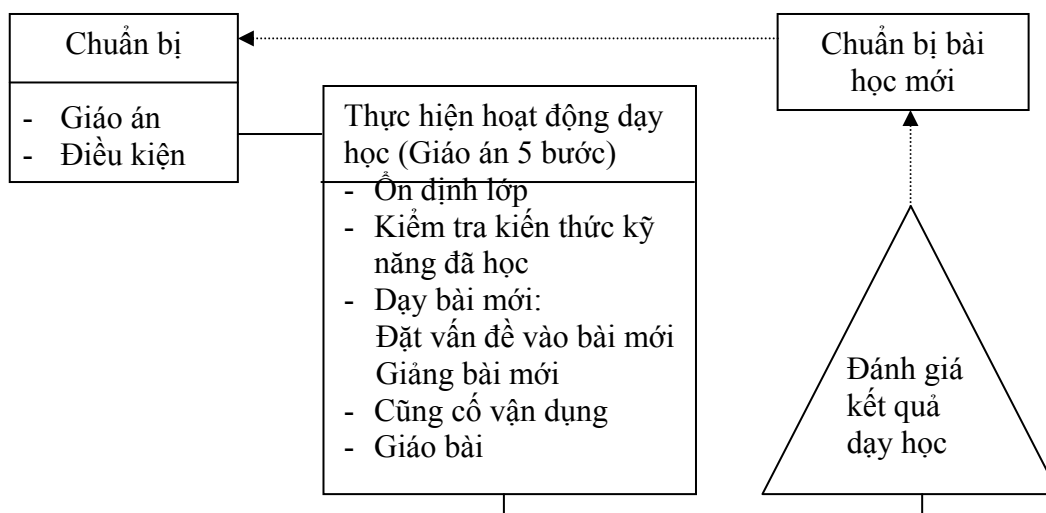 Chuẩn bị
- Giáo án
- Điều kiện
Thực hiện hoạt động dạy
học (Giáo án 5 bước)
- Ổn định lớp
- Kiểm tra kiến thức kỹ
năng đã học
- Dạy bài mới:
Đặt vấn đề vào bài mới
Giảng bài mới
- Cũng cố vận dụng
- Giáo bài
Chuẩn bị bài
học mới
Đánh giá
kết quả
dạy học